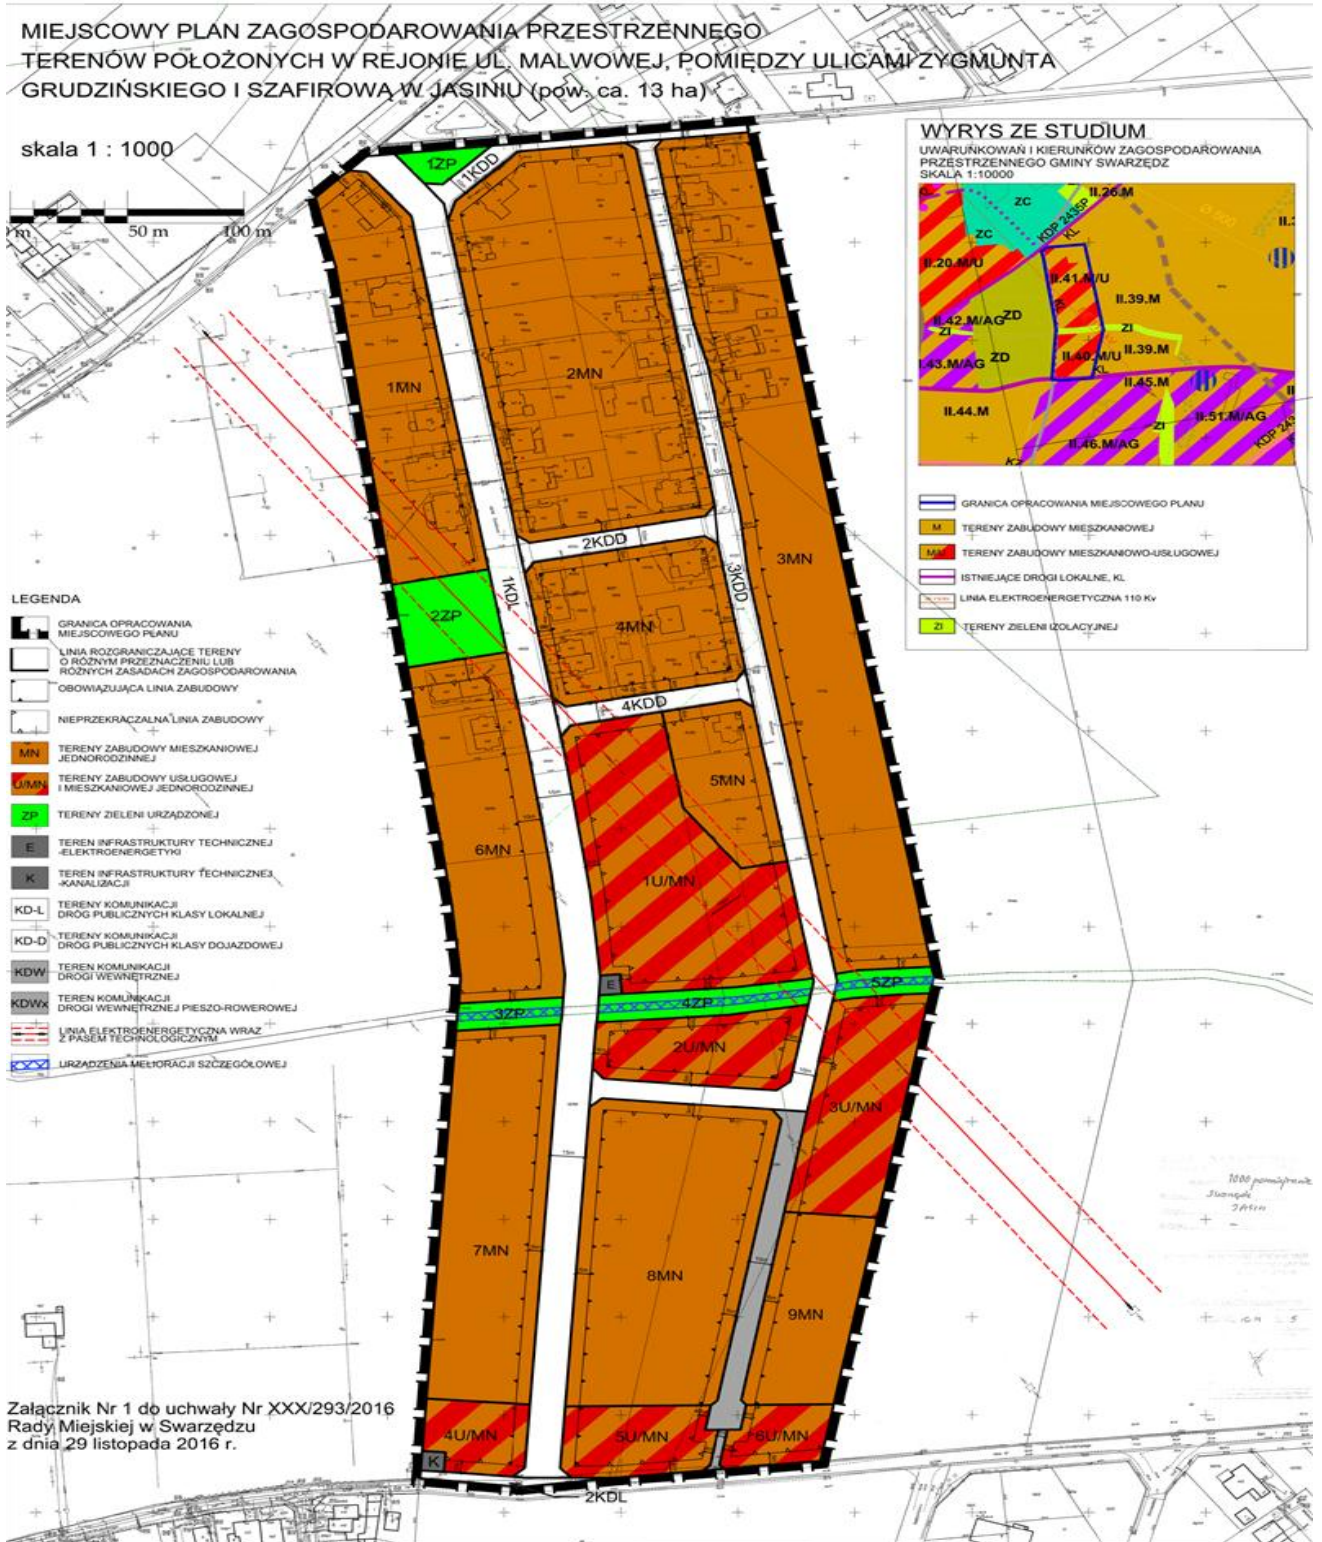 MIEJSCOWY PLAN ZAGOSPODAROWANIA PRZESTRZENNEGO
TERENÓW POŁOŻONYCH W REJONIE UL. MALWOWEJ, POMIĘDZY ULICAMI ZYGMUNTA
GRUDZIŃSKIEGO I SZAFIROWĄ W JASINIU (pow. ca. 13 ha)
skala 1 : 1000
50 m
100 m
WYRYS ZE STUDIUM
UWARUNKOWAŃ I KIERUNKÓW ZAGOSPODAROWANIA
PRZESTRZENNEGO GMINY SWARZĘDZ
SKALA 1:10000
II.26.M
ZC
KDP 2435P
KL
ZC
II.20.M/U
II.41.M/U
II.39.M
KL
II.42.M/AG
ZD
ZI
ZI
II.39.M
.43.M/AG
ZD
II.40.M/U
KL
II.45.M
II.44.M
II.51.M/AG
ZI
II.46.M/AG
GRANICA OPRACOWANIA MIEJSCOWEGO PLANU
M
TERENY ZABUDOWY MIESZKANIOWEJ
M/U
TERENY ZABUDOWY MIESZKANIOWO-USŁUGOWEJ
ISTNIEJĄCE DROGI LOKALNE, KL
LINIA ELEKTROENERGETYCZNA 110 Kv
ZI
TERENY ZIELENI IZOLACYJNEJ
1ZP
1KDD
1MN
2MN
3MN
2KDD
1KDL
3KDD
2ZP
4MN
4KDD
5MN
6MN
1U/MN
E
5ZP
4ZP
3ZP
2U/MN
3U/MN
7MN
8MN
9MN
4U/MN
5U/MN
6U/MN
K
2KDL
LEGENDA
GRANICA OPRACOWANIA
MIEJSCOWEGO PLANU
LINIA ROZGRANICZAJĄCE TERENY
O RÓŻNYM PRZEZNACZENIU LUB
RÓŻNYCH ZASADACH ZAGOSPODAROWANIA
OBOWIĄZUJĄCA LINIA ZABUDOWY
NIEPRZEKRACZALNA LINIA ZABUDOWY
MN
TERENY ZABUDOWY MIESZKANIOWEJ
JEDNORODZINNEJ
U/MN
TERENY ZABUDOWY USŁUGOWEJ
I MIESZKANIOWEJ JEDNORODZINNEJ
ZP
TERENY ZIELENI URZĄDZONEJ
E
TEREN INFRASTRUKTURY TECHNICZNEJ
-ELEKTROENERGETYKI
K
TEREN INFRASTRUKTURY TECHNICZNEJ
-KANALIZACJI
KD-L
TERENY KOMUNIKACJI
DRÓG PUBLICZNYCH KLASY LOKALNEJ
KD-D
TERENY KOMUNIKACJI
DRÓG PUBLICZNYCH KLASY DOJAZDOWEJ
KDW
TEREN KOMUNIKACJI
DROGI WEWNĘTRZNEJ
KDWx
TEREN KOMUNIKACJI
DROGI WEWNĘTRZNEJ PIESZO-ROWEROWEJ
LINIA ELEKTROENERGETYCZNA WRAZ
Z PASEM TECHNOLOGICZNYM
URZĄDZENIA MELIORACJI SZCZEGÓŁOWEJ
Załącznik Nr 1 do uchwały Nr XXX/293/2016
Rady Miejskiej w Swarzędzu
z dnia 29 listopada 2016 r.